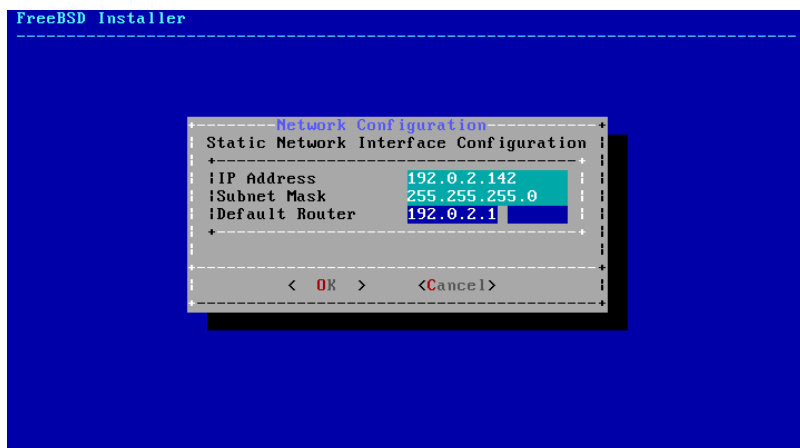 FreeBSD Installer
Network Configuration
Static Network Interface Configuration
IP Address 192.0.2.142
Subnet Mask 255.255.255.0
Default Router 192.0.2.1
< OK > <Cancel>